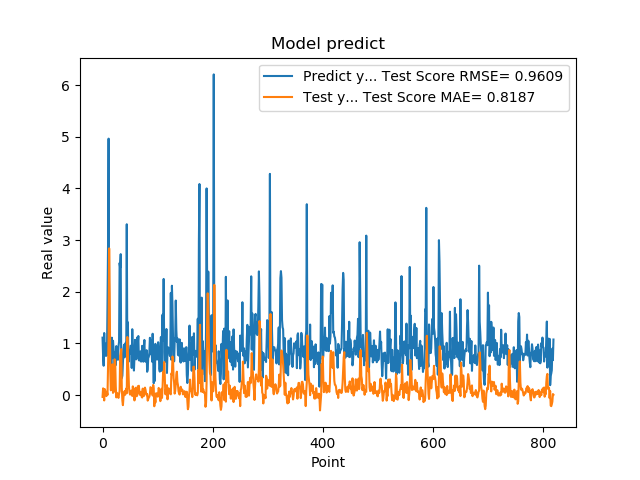 Model predict
Predict y... Test Score RMSE= 0.9609
Test y... Test Score MAE= 0.8187
Real value
6
5
4
3
2
1
0
0 200 400 600 800
Point